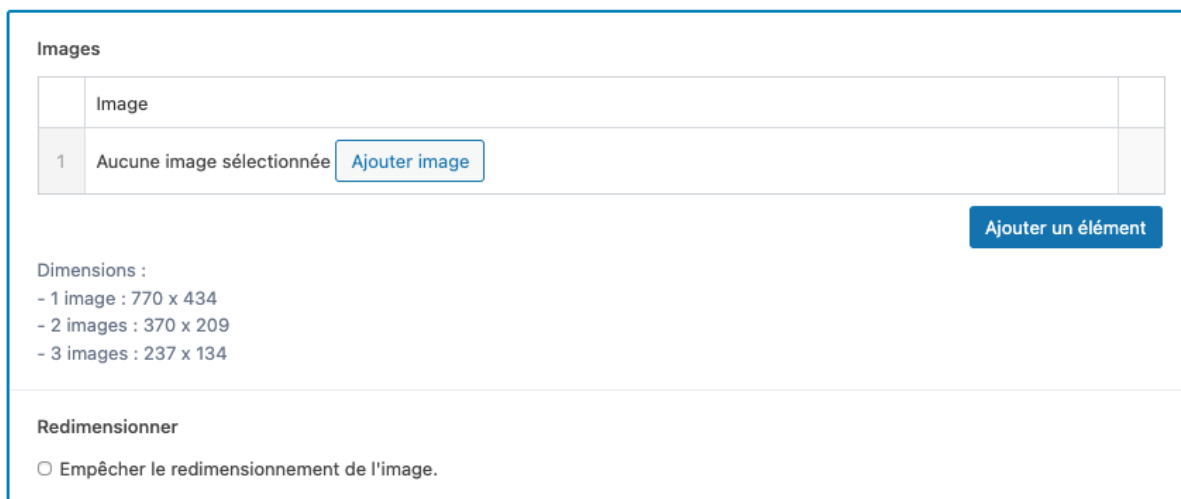 Images
Image
1 Aucune image sélectionnée Ajouter image
Ajouter un élément
Dimensions :
- 1 image : 770 x 434
- 2 images : 370 x 209
- 3 images : 237 x 134
Redimensionner
Empêcher le redimensionnement de l'image.